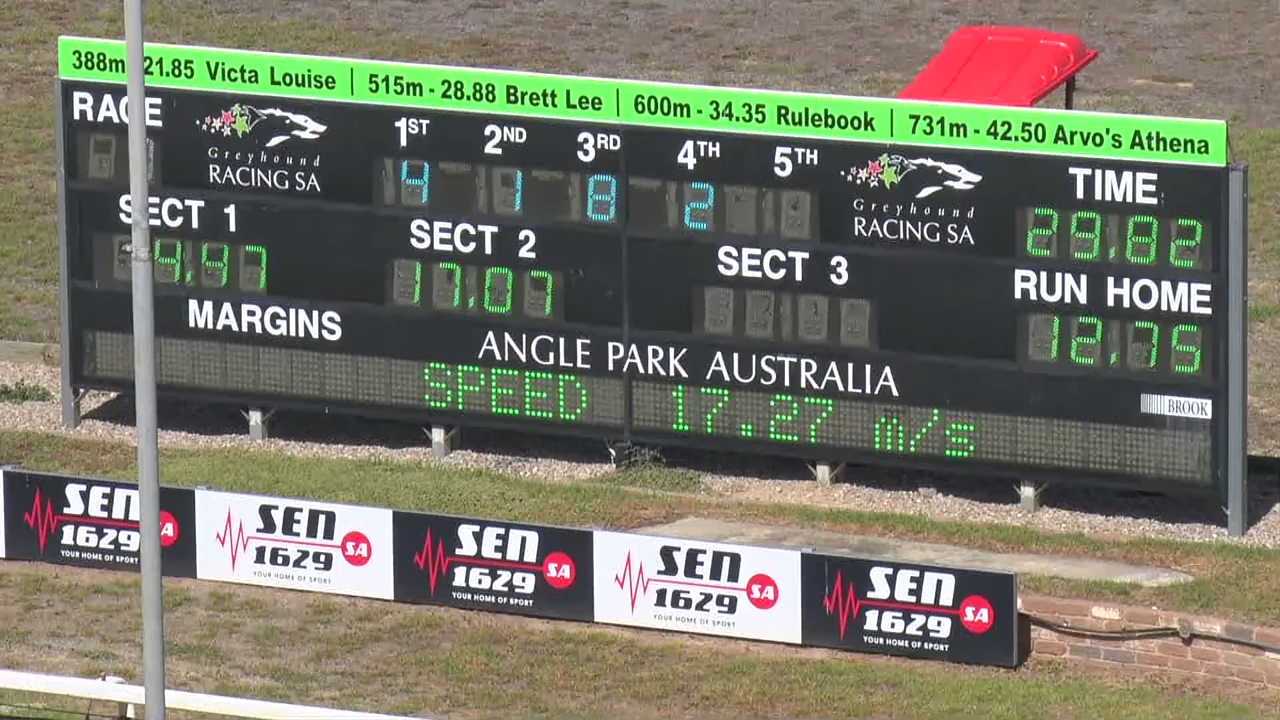 388m 21.85 Victa Louise | 515m - 28.88 Brett Lee | 600m - 34.35 Rulebook | 731m - 42.50 Arvo's Athena
RACE
Greyhound
RACING SA
1ST 2ND 3RD 4TH 5TH
4 1 8 2
Greyhound
RACING SA
TIME
29.82
SECT 1
4.47
SECT 2
17.07
SECT 3
RUN HOME
12.75
MARGINS
ANGLE PARK AUSTRALIA
SPEED 17.27 m/s
BROOK
SEN
1629 SA
YOUR HOME OF SPORT
SEN
1629 SA
YOUR HOME OF SPORT
SEN
1629 SA
YOUR HOME OF SPORT
SEN
1629 SA
YOUR HOME OF SPORT
SEN
1629 SA
YOUR HOME OF SPORT